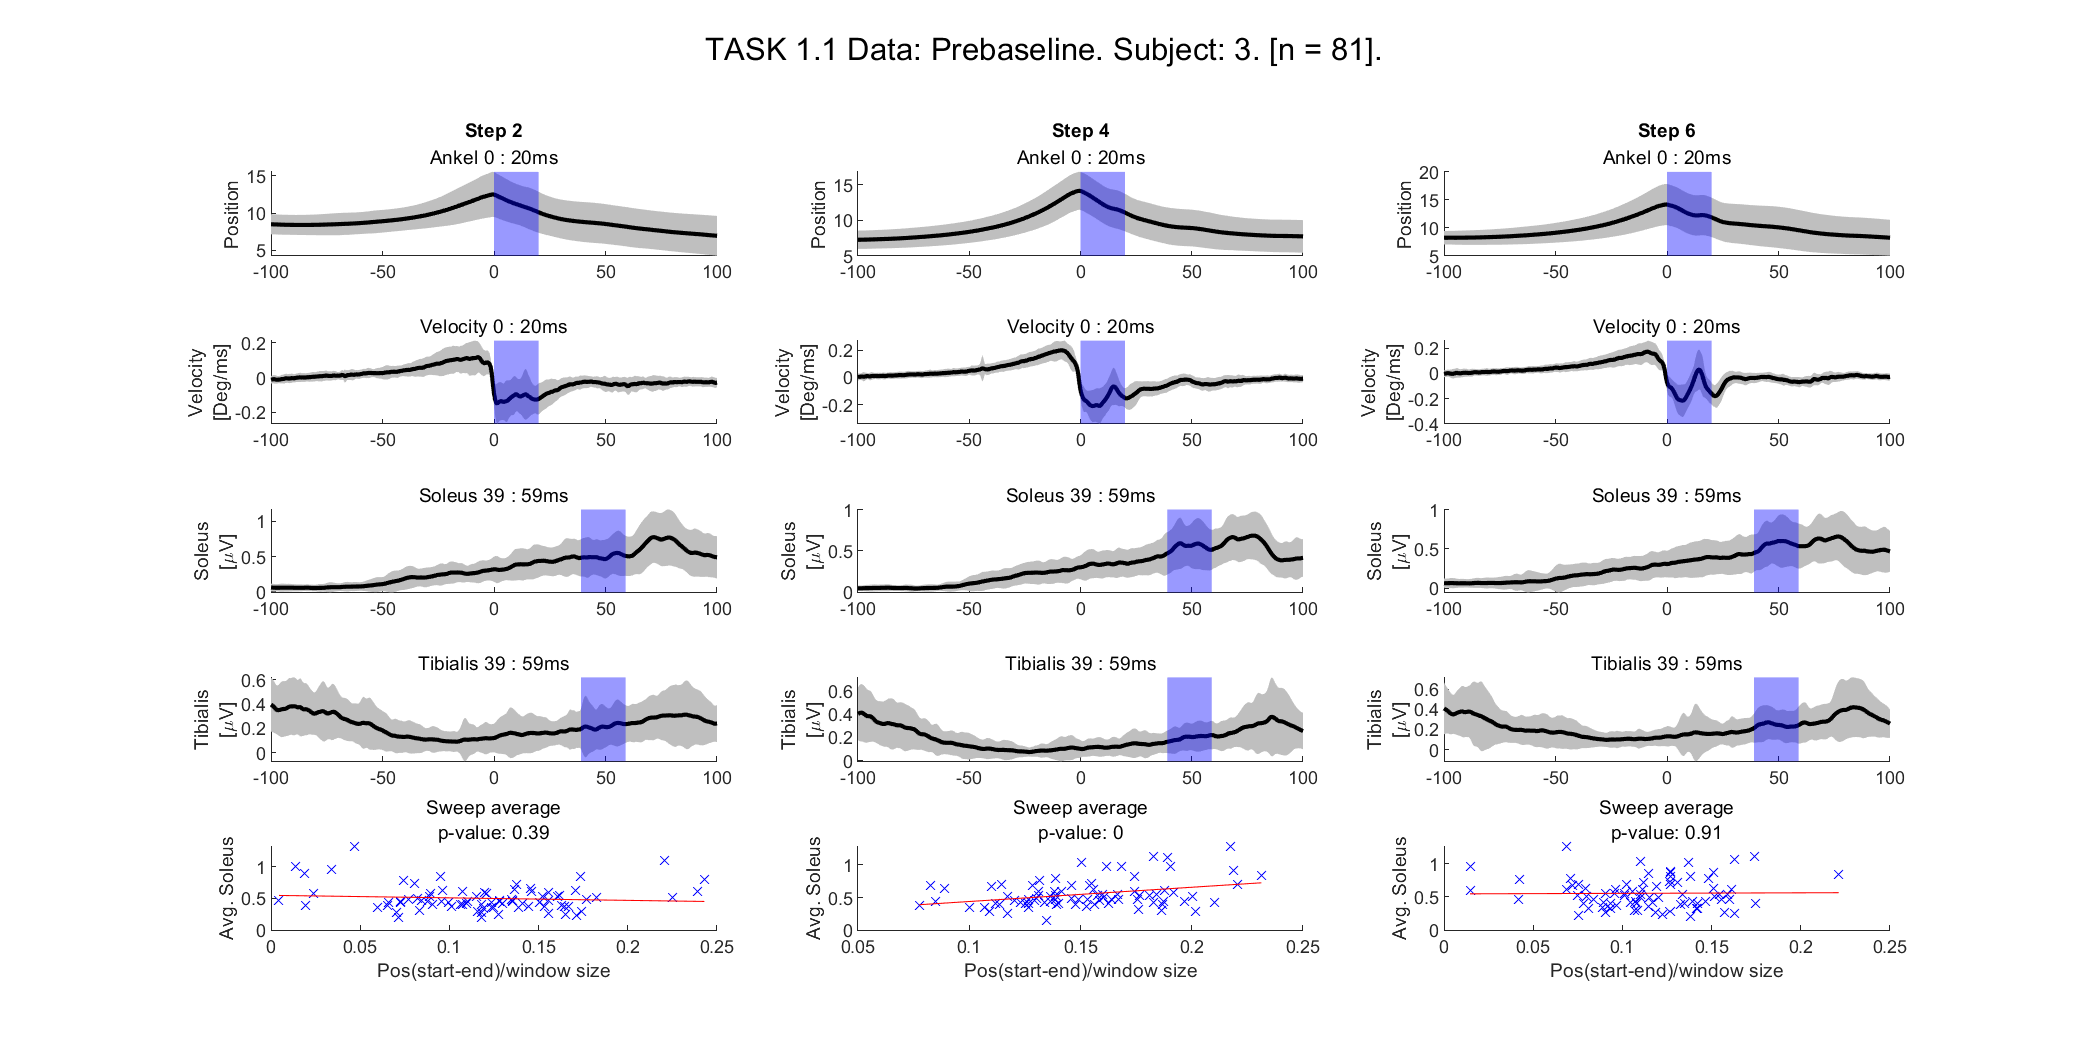 TASK 1.1 Data: Prebaseline. Subject: 3. [n = 81].
Step 2
Ankel 0 : 20ms
Position
15
10
5
-100 -50 0 50 100
Step 4
Ankel 0 : 20ms
Position
15
10
5
-100 -50 0 50 100
Step 6
Ankel 0 : 20ms
Position
20
15
10
5
-100 -50 0 50 100
Velocity 0 : 20ms
Velocity
[Deg/ms]
0.2
0
-0.2
-100 -50 0 50 100
Velocity 0 : 20ms
Velocity
[Deg/ms]
0.2
0
-0.2
-100 -50 0 50 100
Velocity 0 : 20ms
Velocity
[Deg/ms]
0.2
0
-0.2
-0.4
-100 -50 0 50 100
Soleus 39 : 59ms
Soleus
[μV]
1
0.5
0
-100 -50 0 50 100
Soleus 39 : 59ms
Soleus
[μV]
1
0.5
0
-100 -50 0 50 100
Soleus 39 : 59ms
Soleus
[μV]
1
0.5
0
-100 -50 0 50 100
Tibialis 39 : 59ms
Tibialis
[μV]
0.6
0.4
0.2
0
-100 -50 0 50 100
Tibialis 39 : 59ms
Tibialis
[μV]
0.6
0.4
0.2
0
-100 -50 0 50 100
Tibialis 39 : 59ms
Tibialis
[μV]
0.6
0.4
0.2
0
-100 -50 0 50 100
Sweep average
p-value: 0.39
Avg. Soleus
1
0.5
0
0 0.05 0.1 0.15 0.2 0.25
Pos(start-end)/window size
Sweep average
p-value: 0
Avg. Soleus
1
0.5
0
0.05 0.1 0.15 0.2 0.25
Pos(start-end)/window size
Sweep average
p-value: 0.91
Avg. Soleus
1
0.5
0
0 0.05 0.1 0.15 0.2 0.25
Pos(start-end)/window size